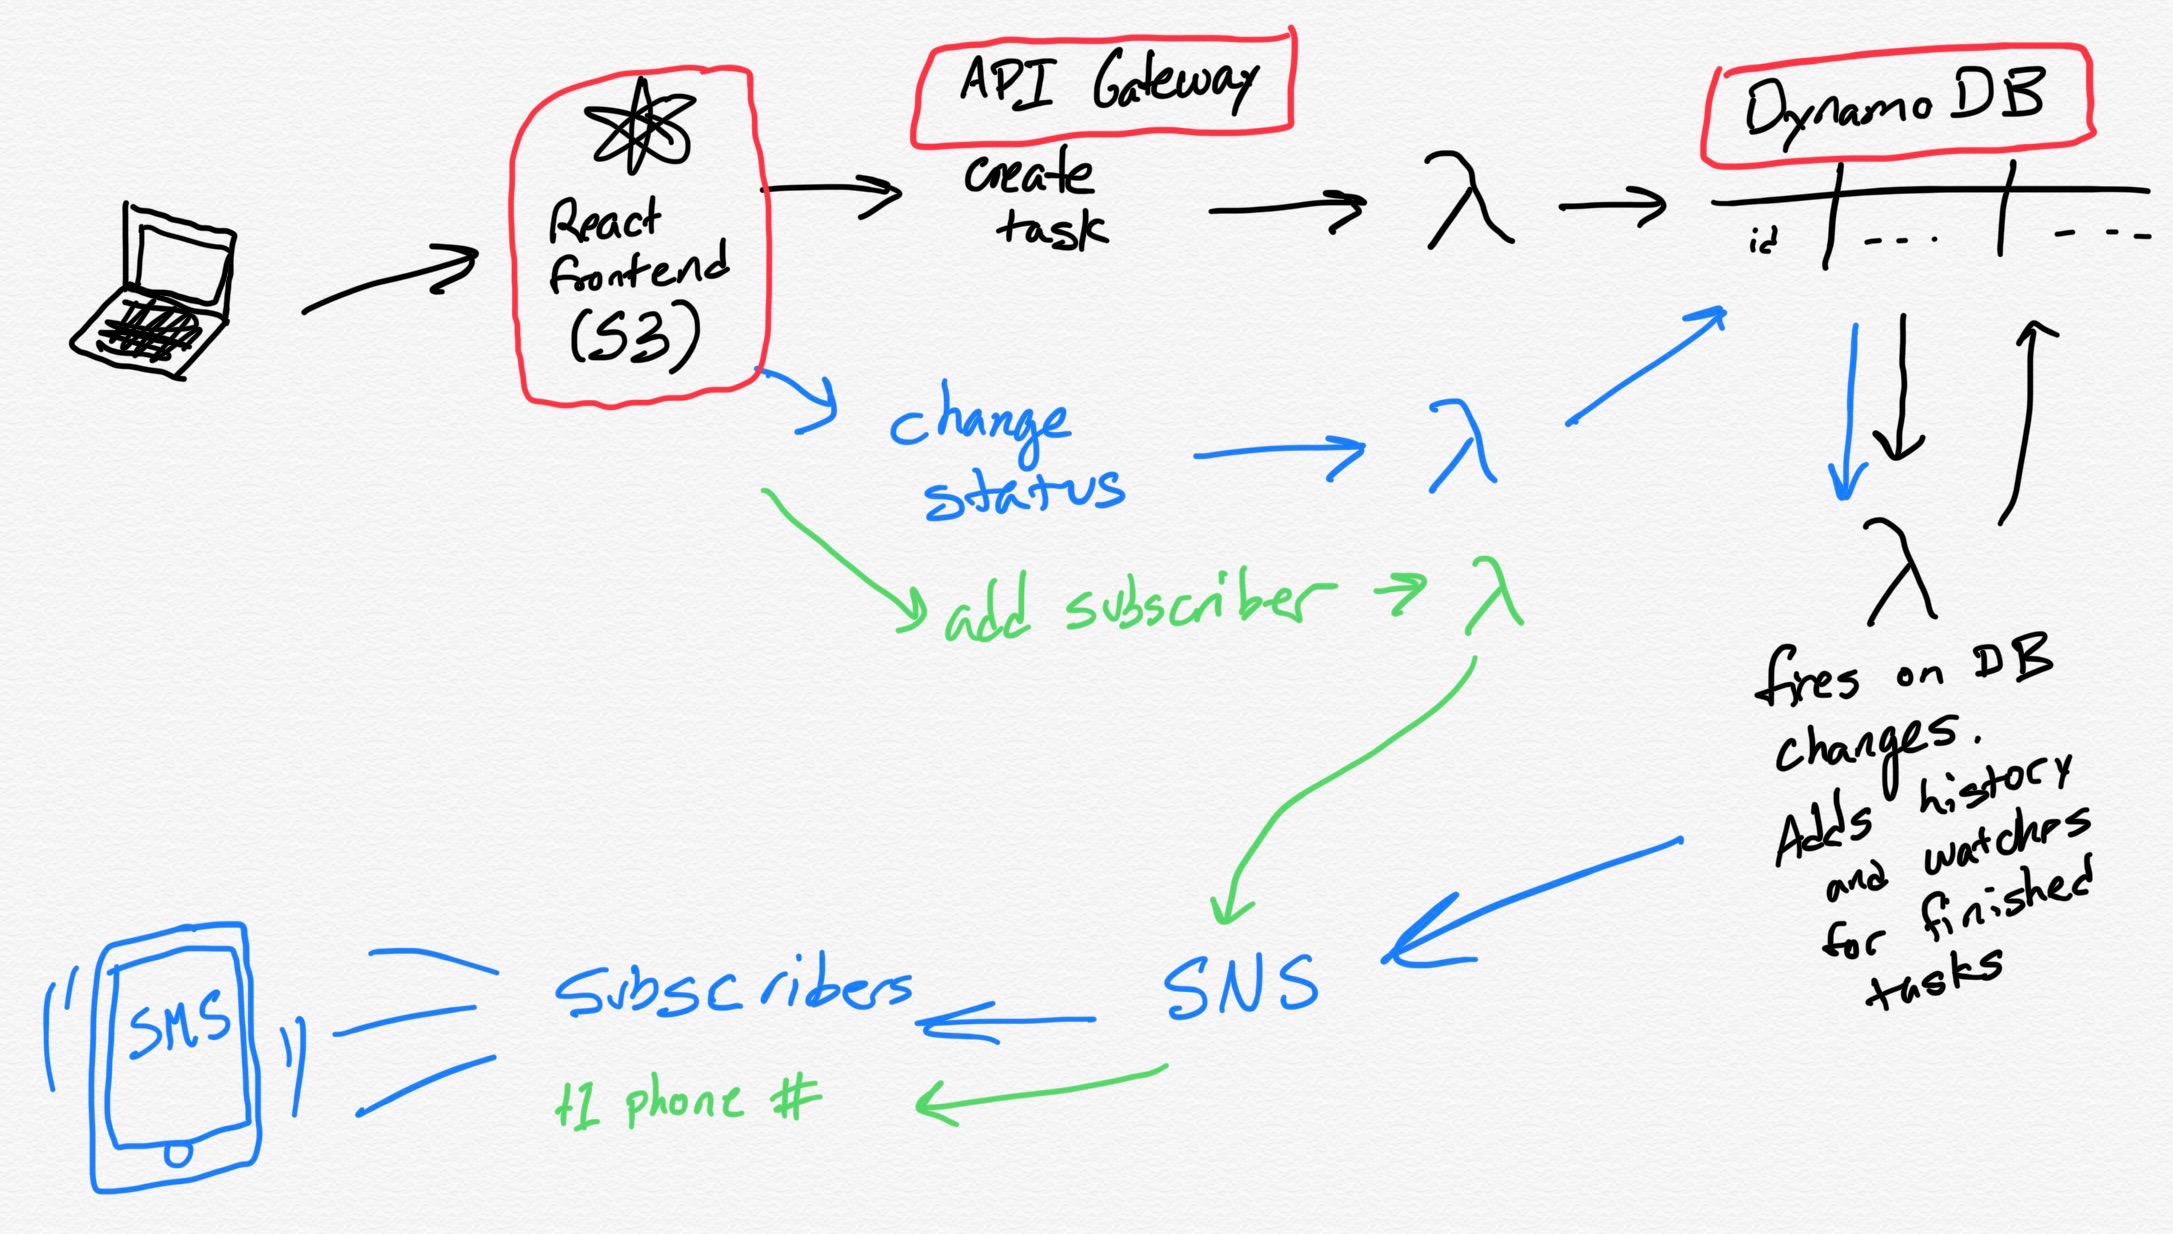 API Gateway
Dynamo DB
create
task
λ
React
frontend
(S3)
id
change
status
λ
add subscriber
λ
λ
fires on DB
changes.
Adds history
and watches
for finished
tasks
SNS
Subscribers
SMS
+1 phone #